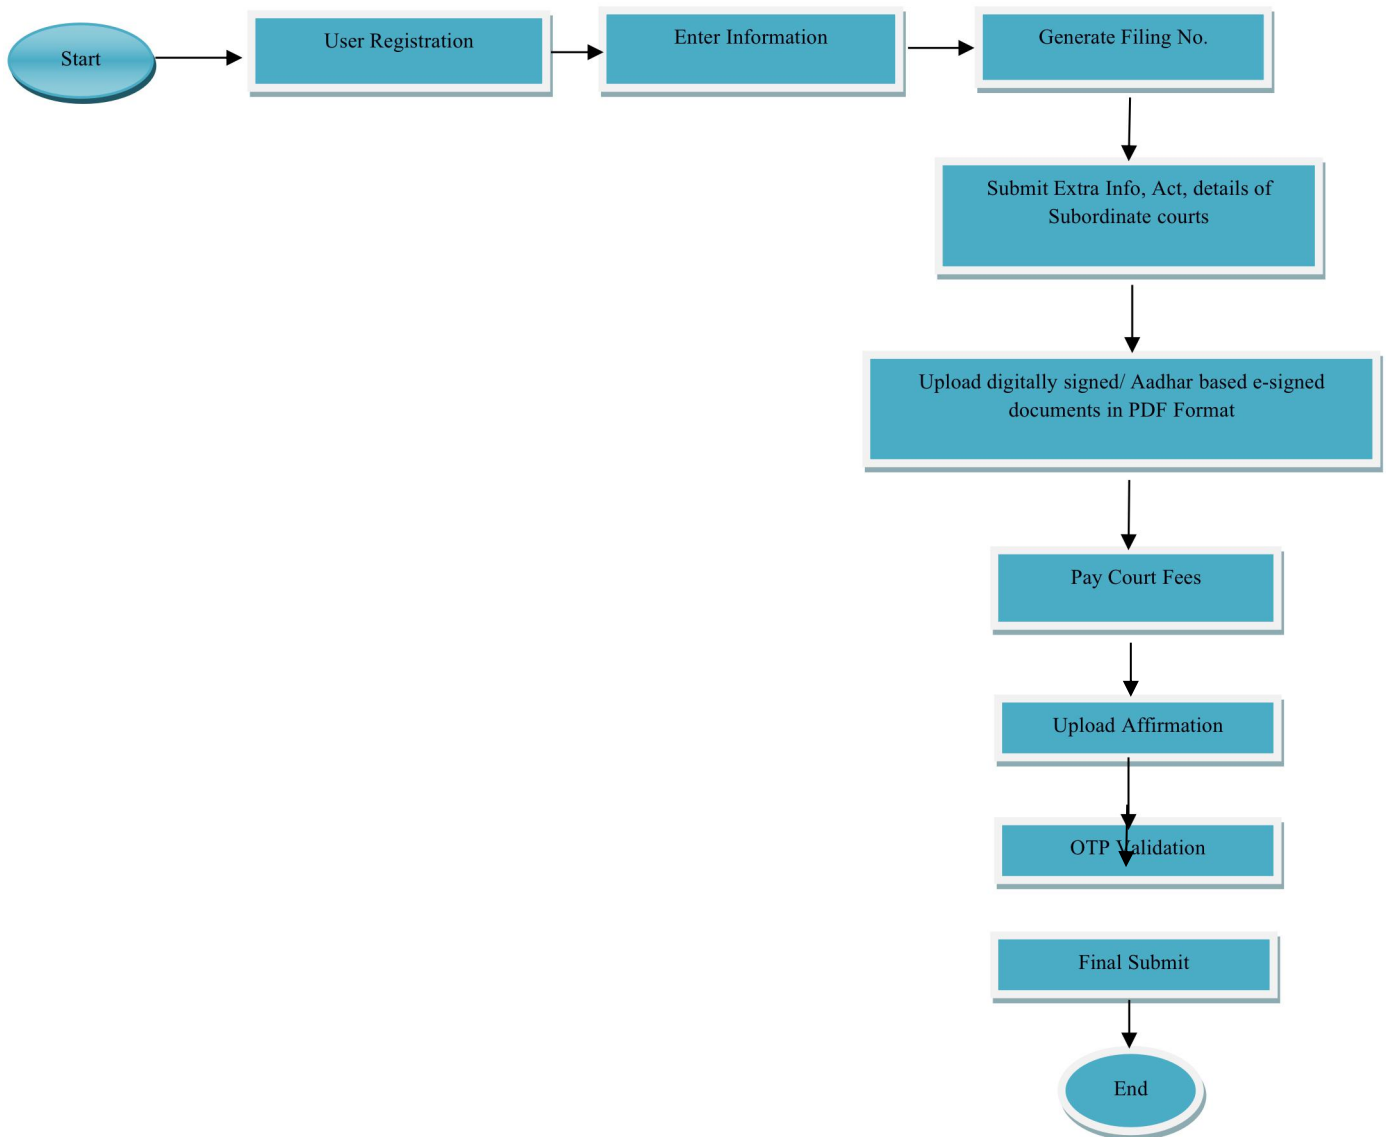 Start
User Registration
Enter Information
Generate Filing No.
Submit Extra Info, Act, details of
Subordinate courts
Upload digitally signed/ Aadhar based e-signed
documents in PDF Format
Pay Court Fees
Upload Affirmation
OTP Validation
Final Submit
End